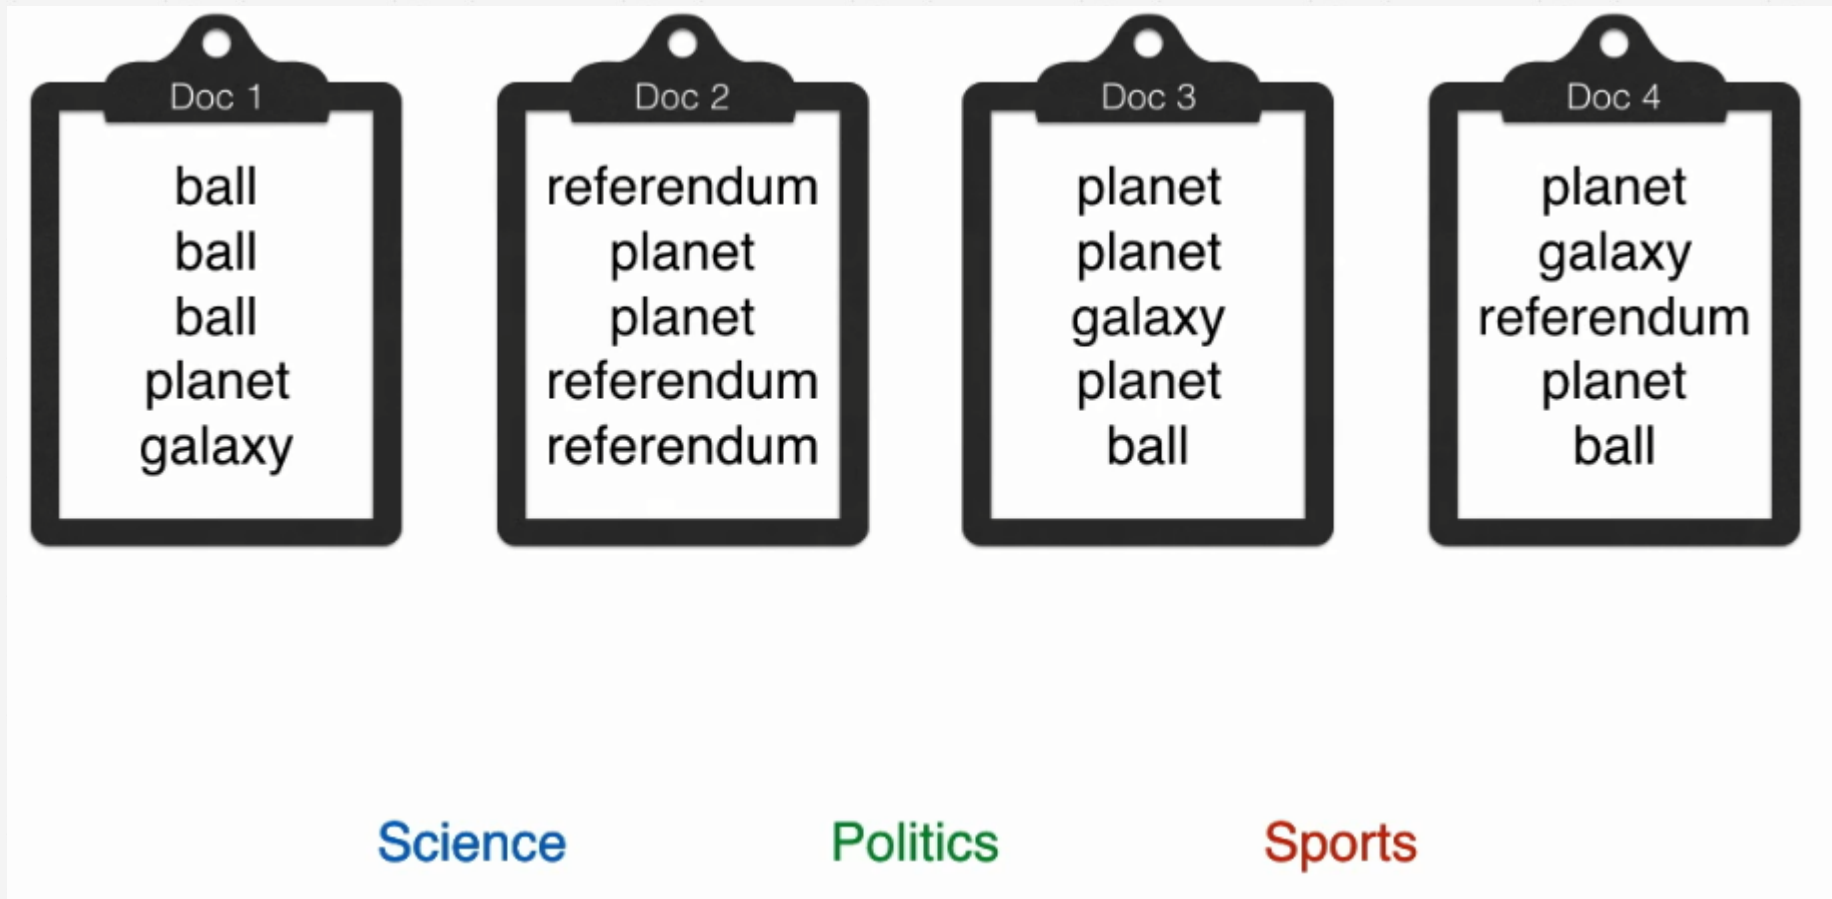 Doc 1
ball
ball
ball
planet
galaxy
Doc 2
referendum
planet
planet
referendum
referendum
Doc 3
planet
planet
galaxy
planet
ball
Doc 4
planet
galaxy
referendum
planet
ball
Science
Politics
Sports